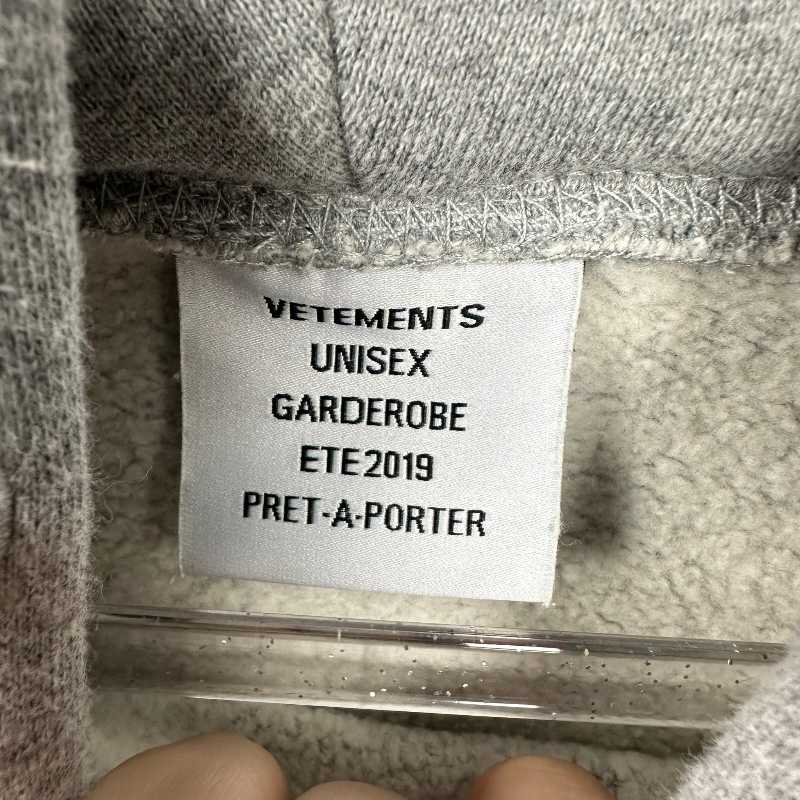 VETEMENTS
UNISEX
GARDEROBE
ETE2019
PRET-A-PORTER